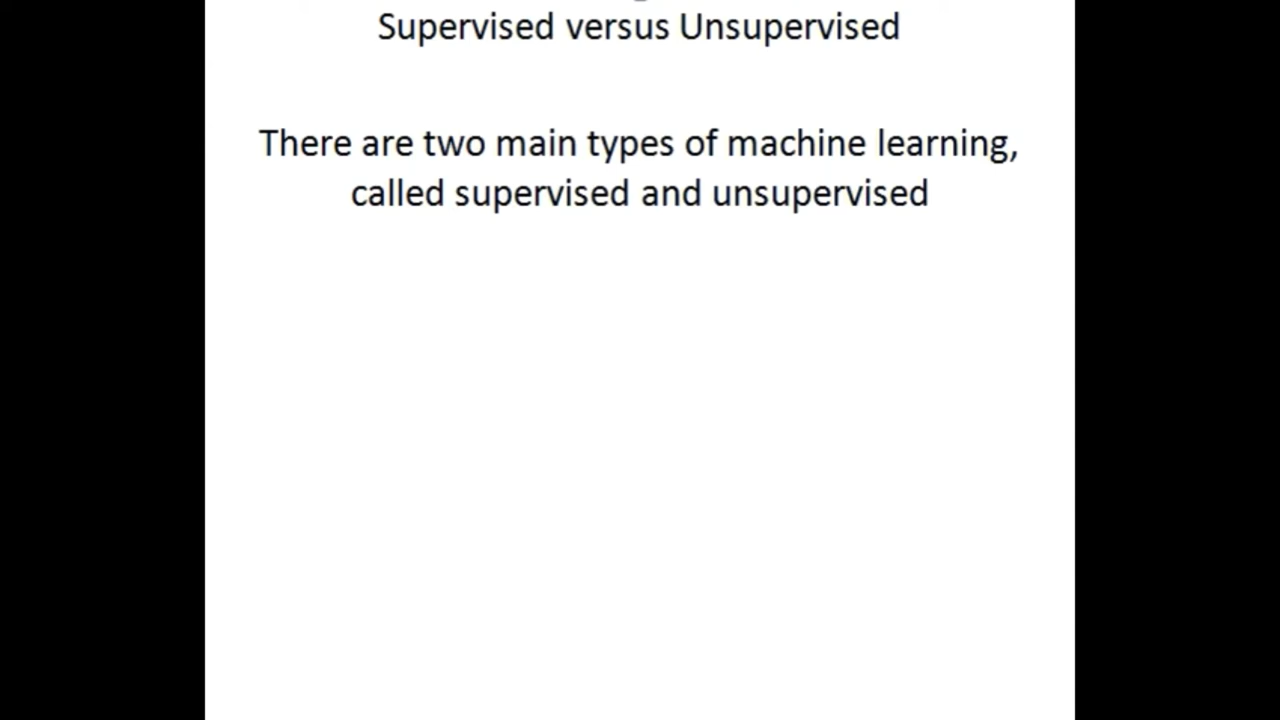 Supervised versus Unsupervised
There are two main types of machine learning,
called supervised and unsupervised